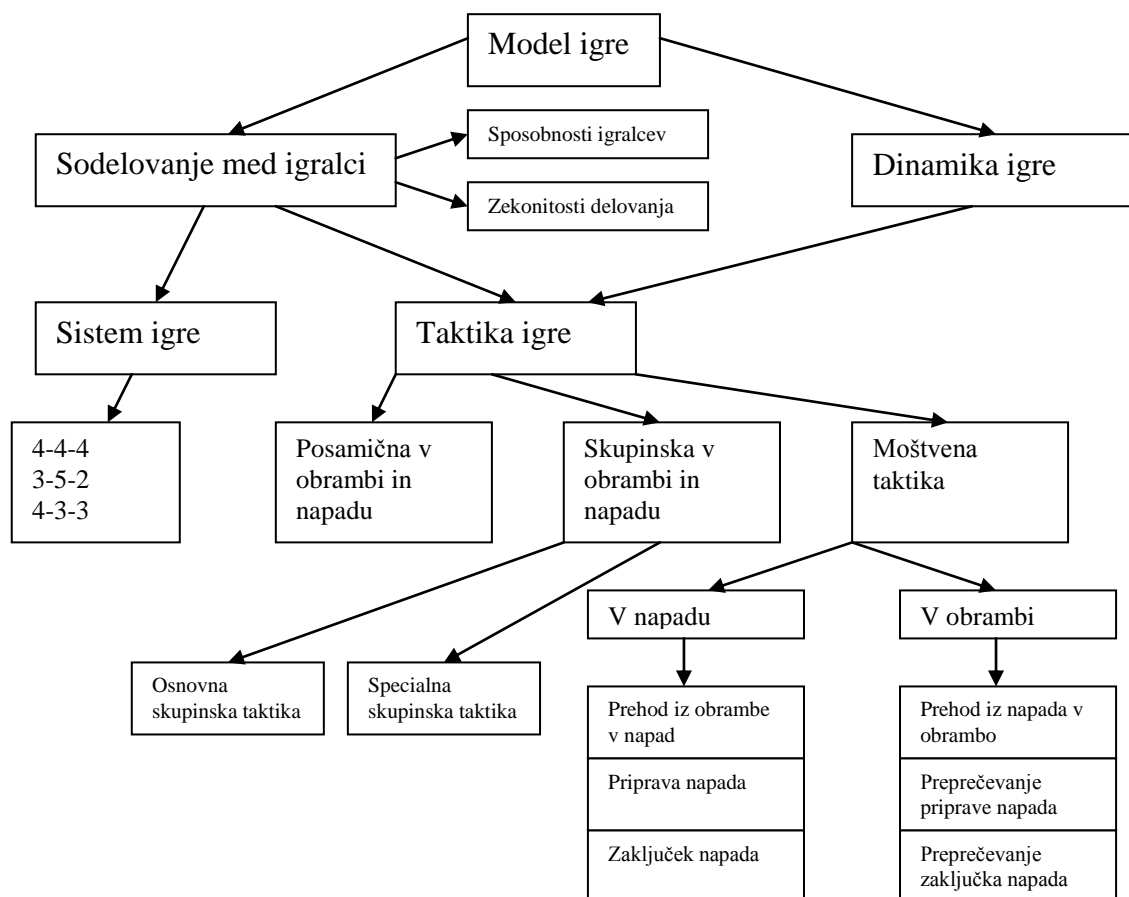 Model igre
Sposobnosti igralcev
Sodelovanje med igralci
Dinamika igre
Zekonitosti delovanja
Sistem igre
Taktika igre
4-4-4
3-5-2
4-3-3
Posamična v
obrambi in
napadu
Skupinska v
obrambi in
napadu
Moštvena
taktika
V napadu
V obrambi
Osnovna
skupinska taktika
Specialna
skupinska taktika
Prehod iz obrambe
v napad
Priprava napada
Zaključek napada
Prehod iz napada v
obrambo
Preprečevanje
priprave napada
Preprečevanje
zaključka napada